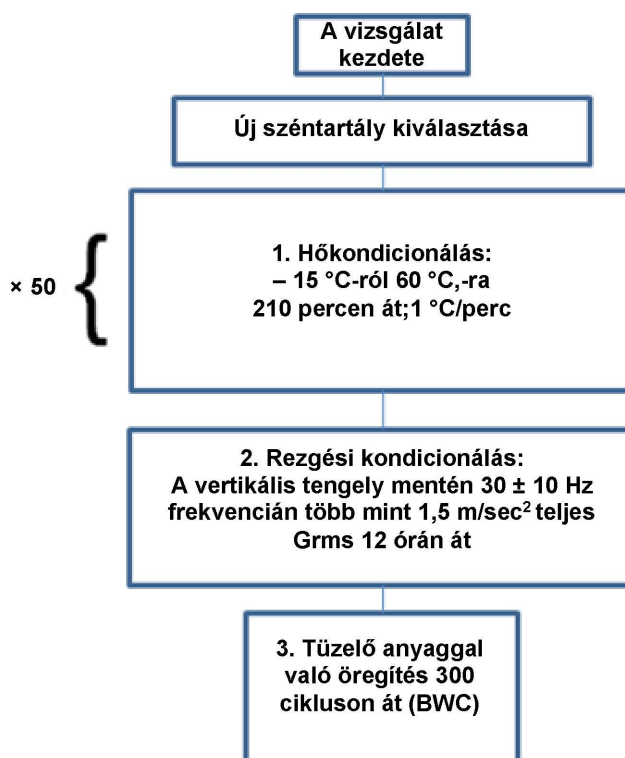 A vizsgálat
kezdete
Új széntartály kiválasztása
× 50
1. Hőkondicionálás:
– 15 °C-ról 60 °C,-ra
210 percen át;1 °C/perc
2. Rezgési kondicionálás:
A vertikális tengely mentén 30 ± 10 Hz
frekvencián több mint 1,5 m/sec² teljes
Grms 12 órán át
3. Tüzelő anyaggal
való öregítés 300
cikluson át (BWC)